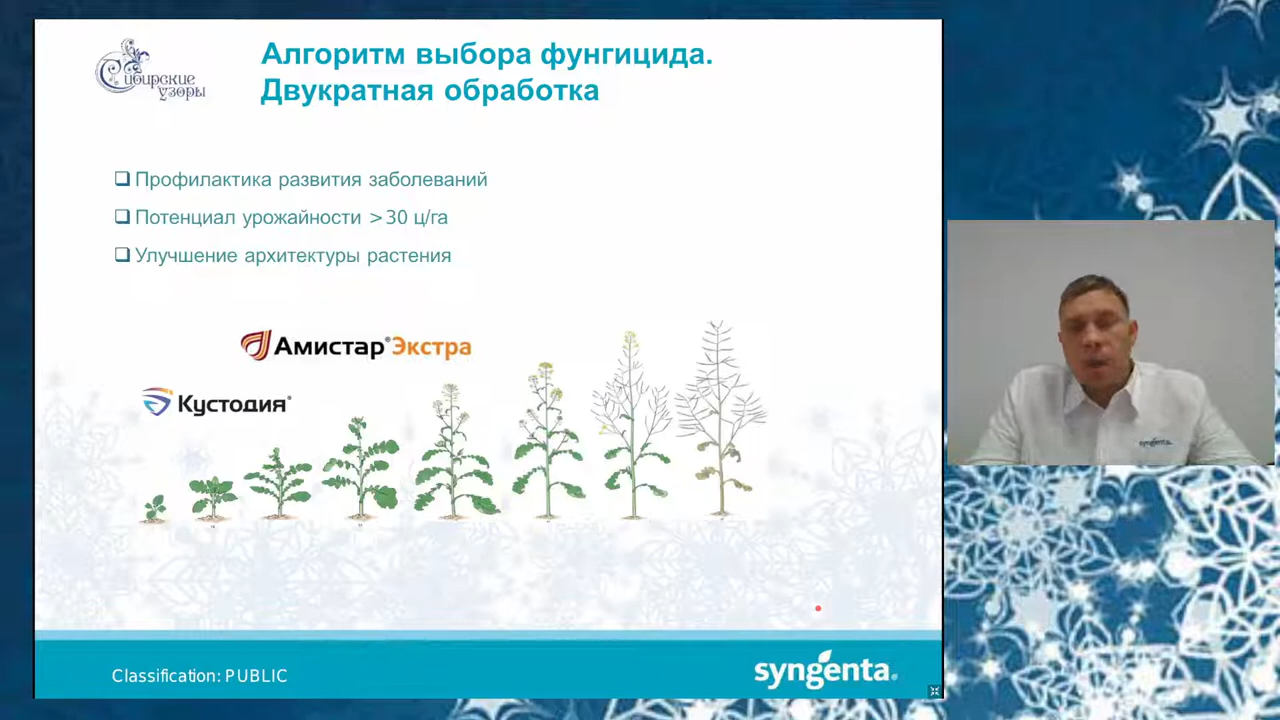 Сибирские
узоры
Алгоритм выбора фунгицида.
Двукратная обработка
Профилактика развития заболеваний
Потенциал урожайности >30 ц/га
Улучшение архитектуры растения
Амистар® Экстра
Кустодия®
Classification: PUBLIC
syngenta®
syngenta